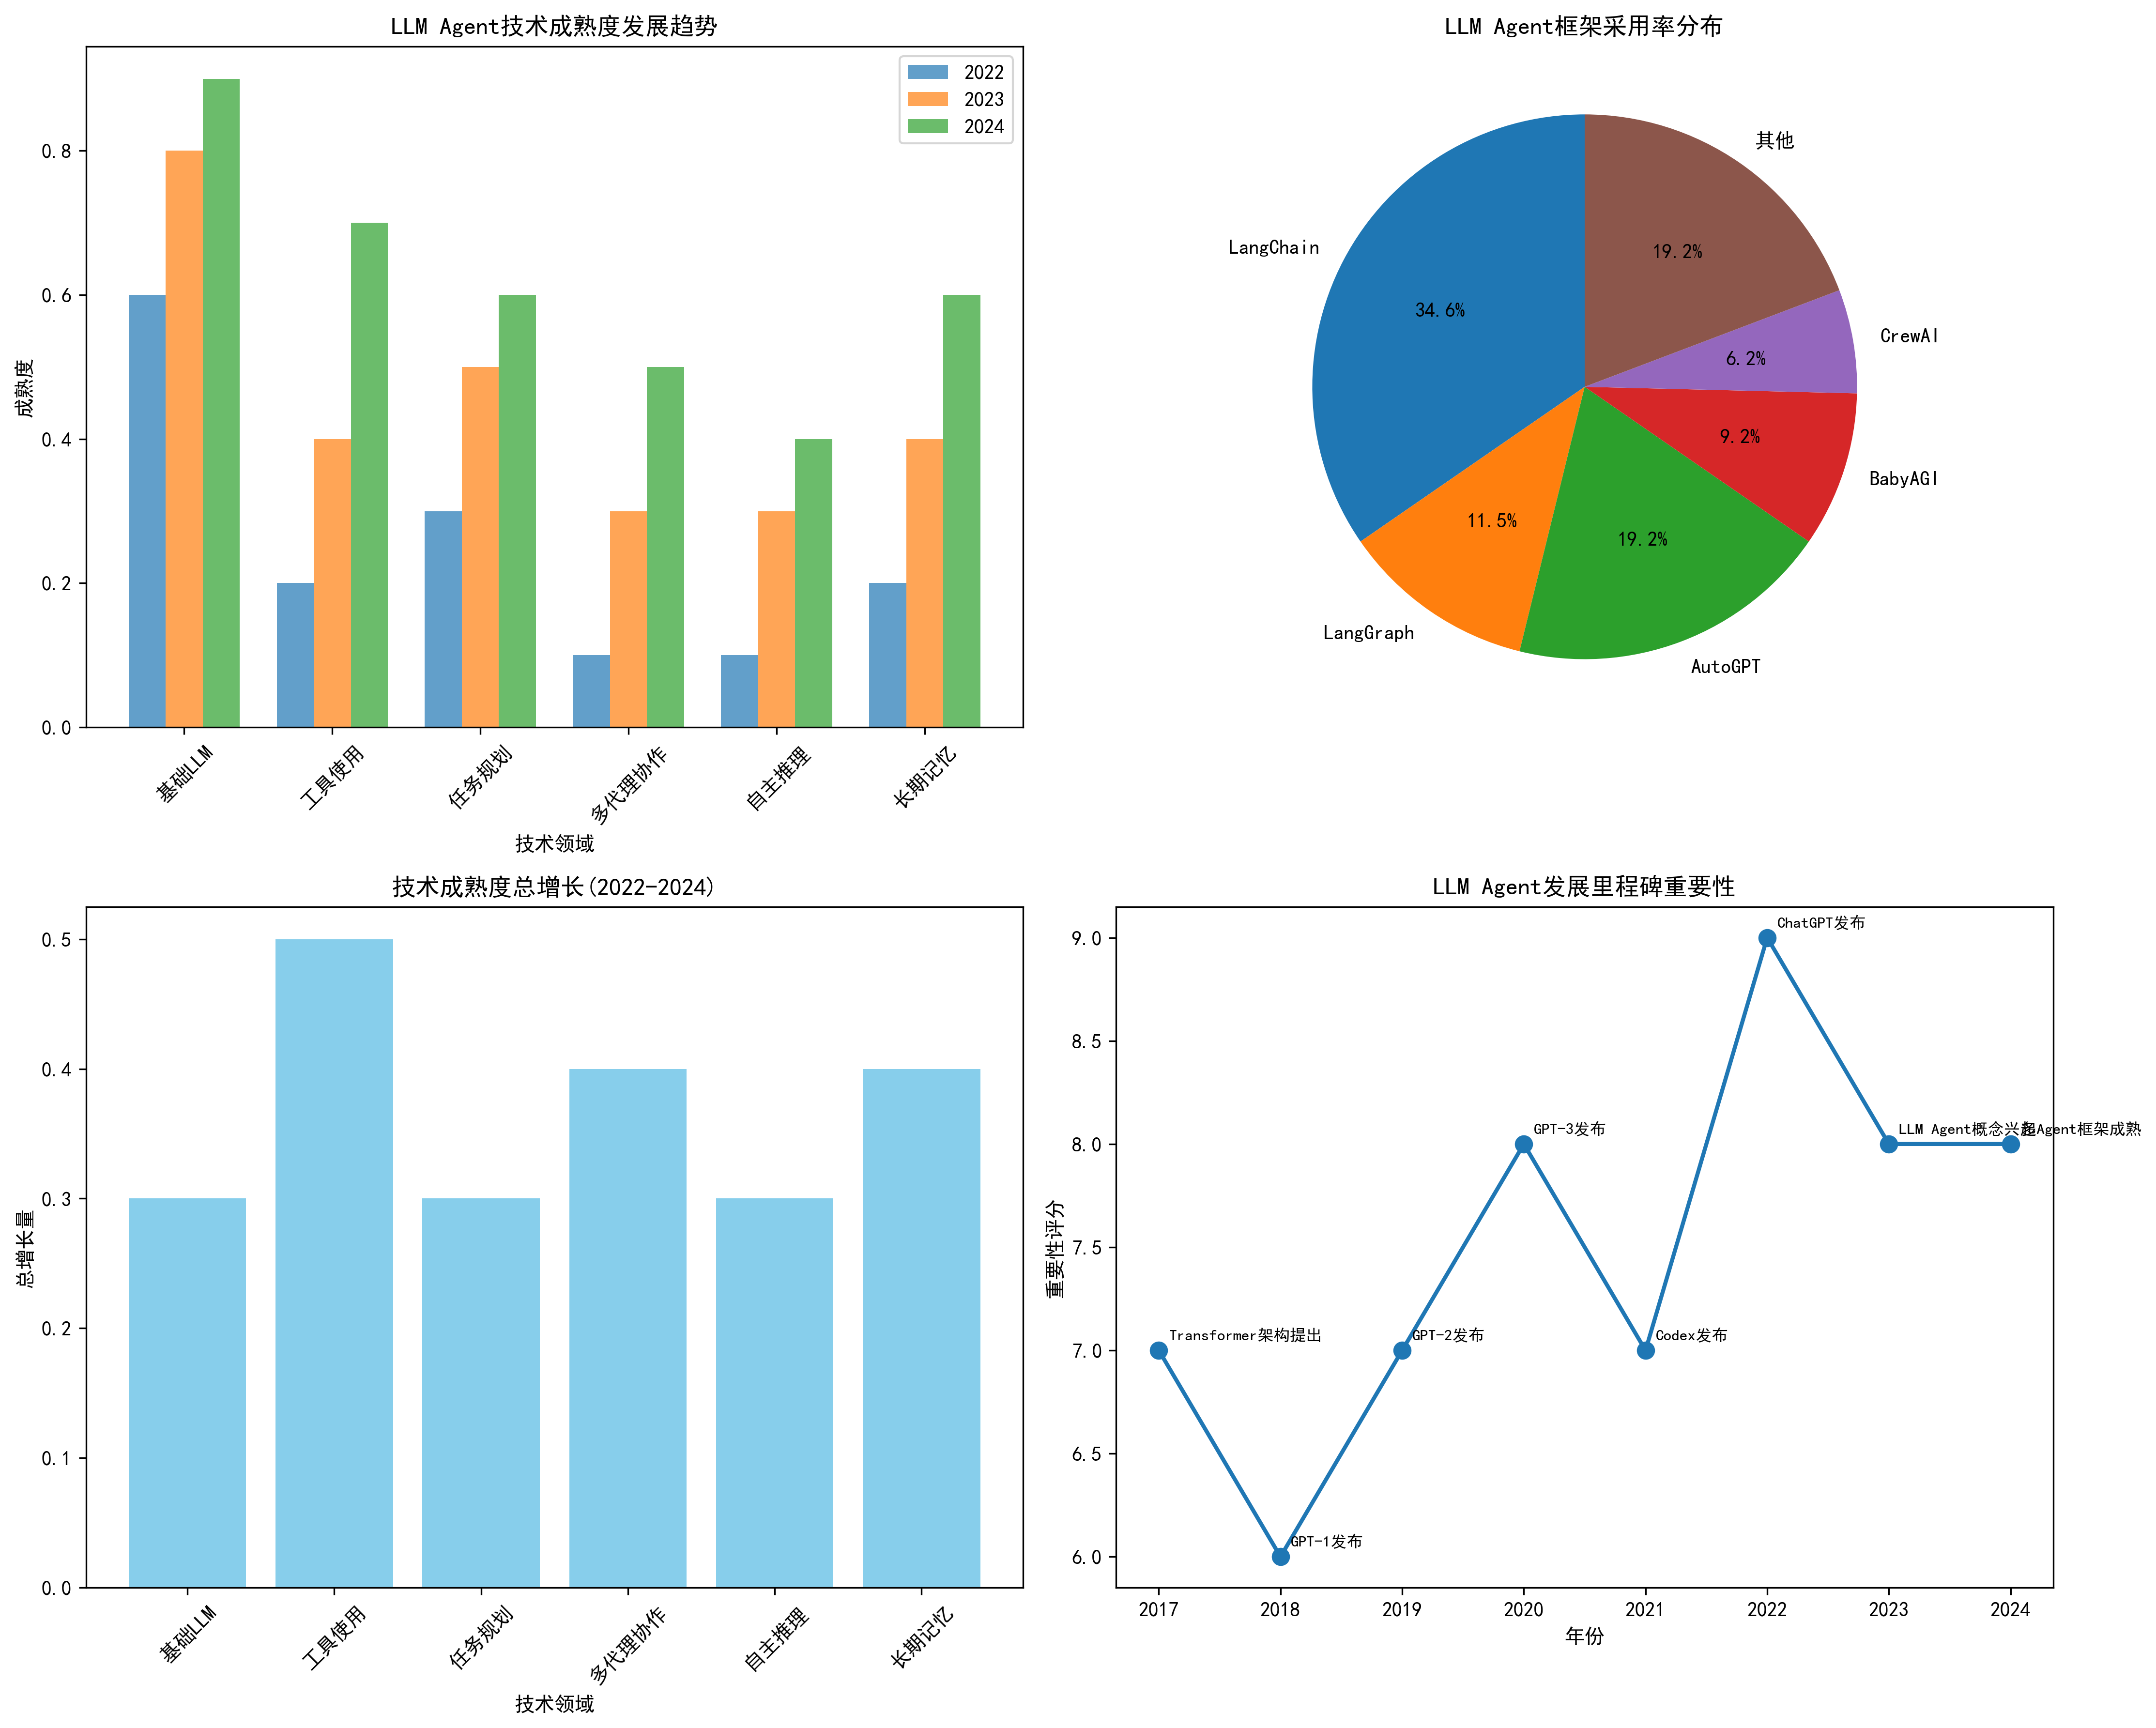 LLM Agent技术成熟度发展趋势
2022
2023
2024
成熟度
0.8
0.6
0.4
0.2
0.0
基础LLM
工具使用
任务规划
多代理协作
自主推理
长期记忆
技术领域
LLM Agent框架采用率分布
其他
19.2%
LangChain
34.6%
CrewAI
6.2%
9.2%
BabyAGI
11.5%
19.2%
LangGraph
AutoGPT
技术成熟度总增长(2022-2024)
总增长量
0.5
0.4
0.3
0.2
0.1
0.0
基础LLM
工具使用
任务规划
多代理协作
自主推理
长期记忆
技术领域
LLM Agent发展里程碑重要性
重要性评分
9.0
8.5
8.0
7.5
7.0
6.5
6.0
Transformer架构提出
GPT-1发布
GPT-2发布
GPT-3发布
Codex发布
ChatGPT发布
LLM Agent概念兴起
Agent框架成熟
2017
2018
2019
2020
2021
2022
2023
2024
年份